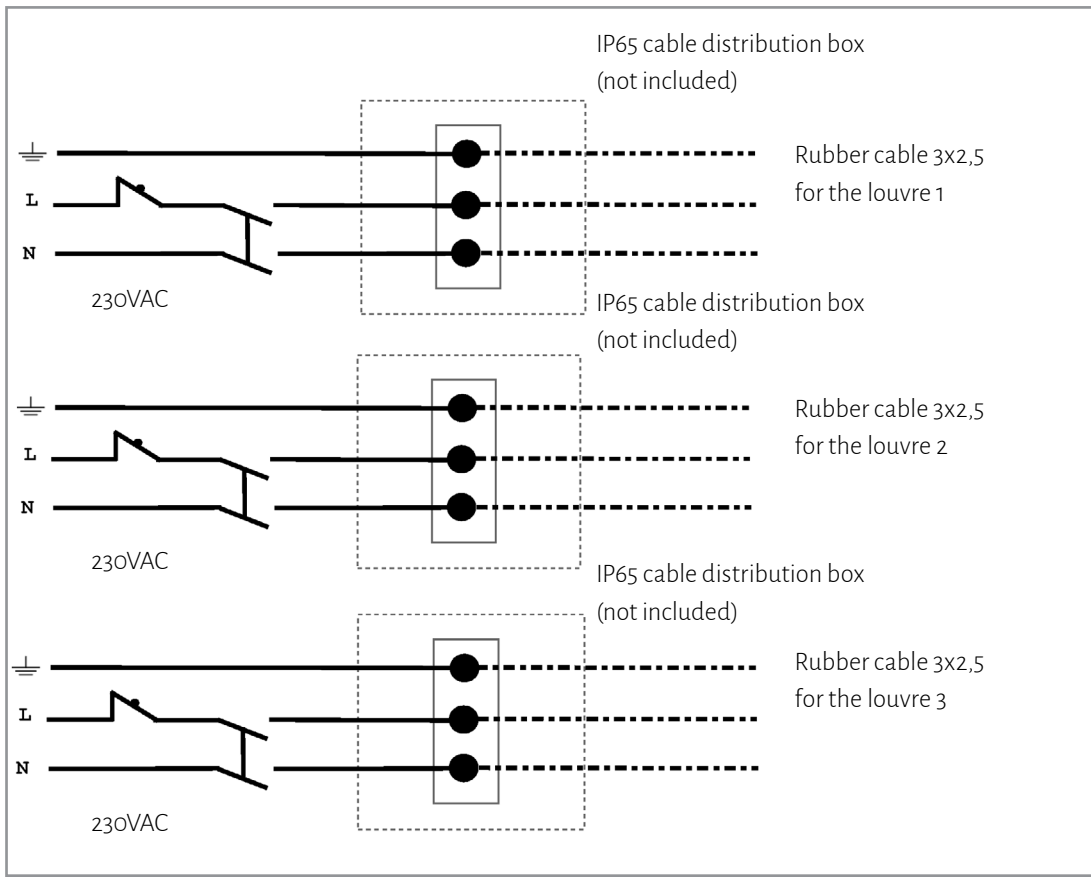 IP65 cable distribution box
(not included)
Rubber cable 3x2,5
for the louvre 1
L
N
230VAC
IP65 cable distribution box
(not included)
Rubber cable 3x2,5
for the louvre 2
L
N
230VAC
IP65 cable distribution box
(not included)
Rubber cable 3x2,5
for the louvre 3
L
N
230VAC